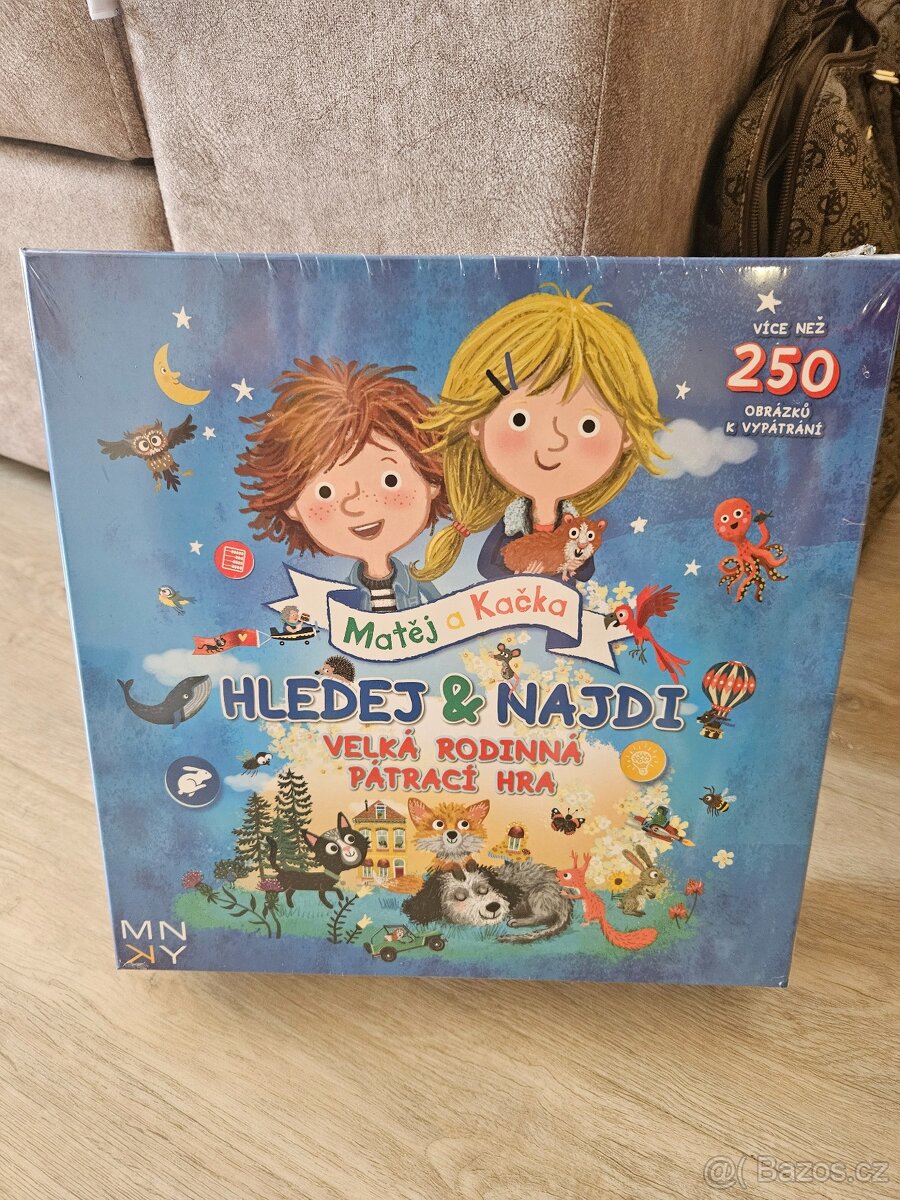 VÍCE NEŽ
250
OBRÁZKŮ
K VYPÁTRÁNÍ
Matěj a Kačka
HLEDEJ & NAJDI
VELKÁ RODINNÁ
PÁTRACÍ HRA
MN
KY
@( Bazos.cz